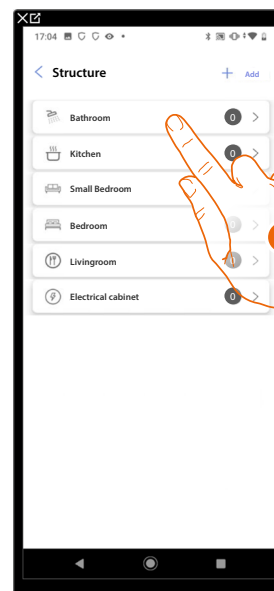 17:04
Structure
+ Add
Bathroom 0
Kitchen 0
Small Bedroom
Bedroom
Livingroom
Electrical cabinet 0